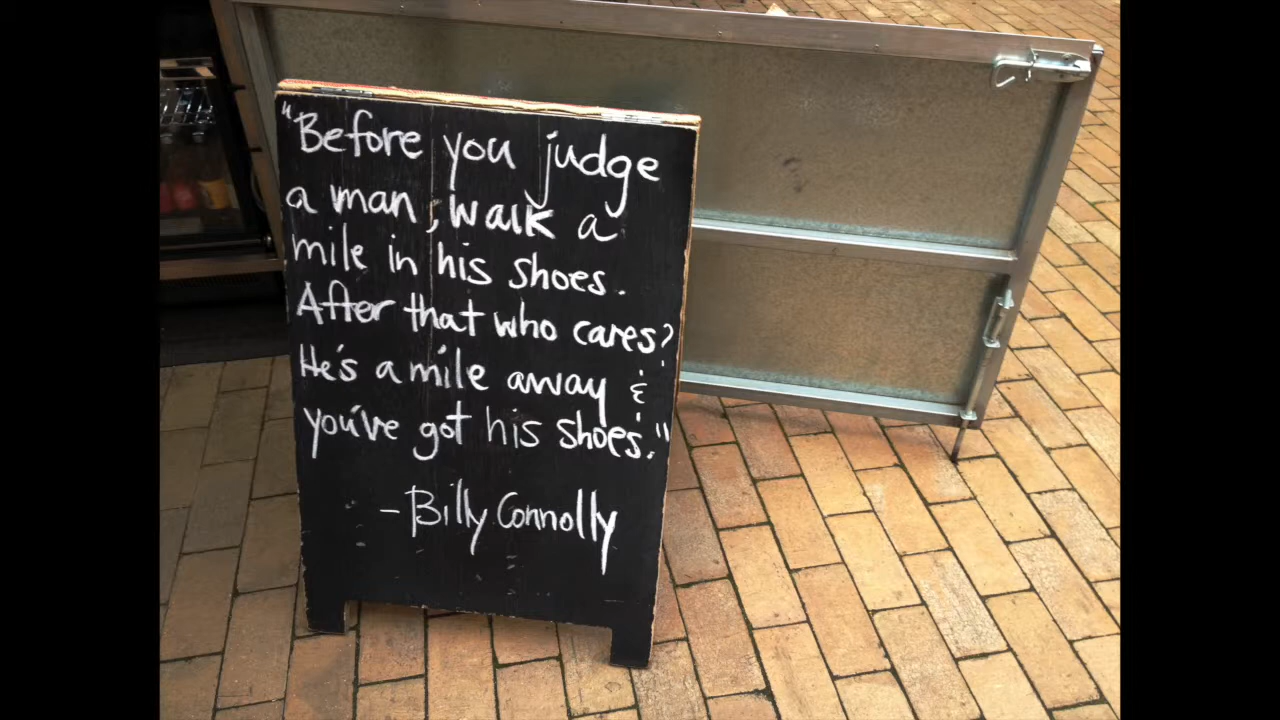 "Before you judge
a man, walk a
mile in his shoes.
After that who cares?
He's a mile away &
you've got his shoes."
- Billy Connolly